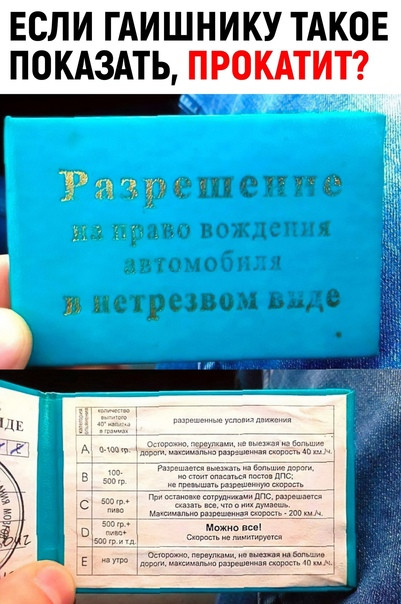 ЕСЛИ ГАИШНИКУ ТАКОЕ
ПОКАЗАТЬ, ПРОКАТИТ?
Разрешение
на право вождения
автомобиля
в нетрезвом виде
ИДЕ
категория
опьянения
количество
выпитого
40° напитка
в граммах
разрешенные условия движения
A
0-100 гр.
Осторожно, переулками, не выезжая на большие
дороги, максимально разрешенная скорость 40 км./ч.
B
100-
500 гр.
Разрешается выезжать на большие дороги,
но стоит опасаться постов ДПС;
не превышать разрешенную скорость
C
500 гр.+
пиво
При остановке сотрудниками ДПС, разрешается
сказать все, что о них думаешь.
Максимально разрешенная скорость - 200 км./ч.
D
500 гр.+
пиво+
500 гр. и т.д.
Можно все!
Скорость не лимитируется
E
на утро
Осторожно, переулками, не выезжая на большие
дороги, максимально разрешенная скорость 40 км./ч.